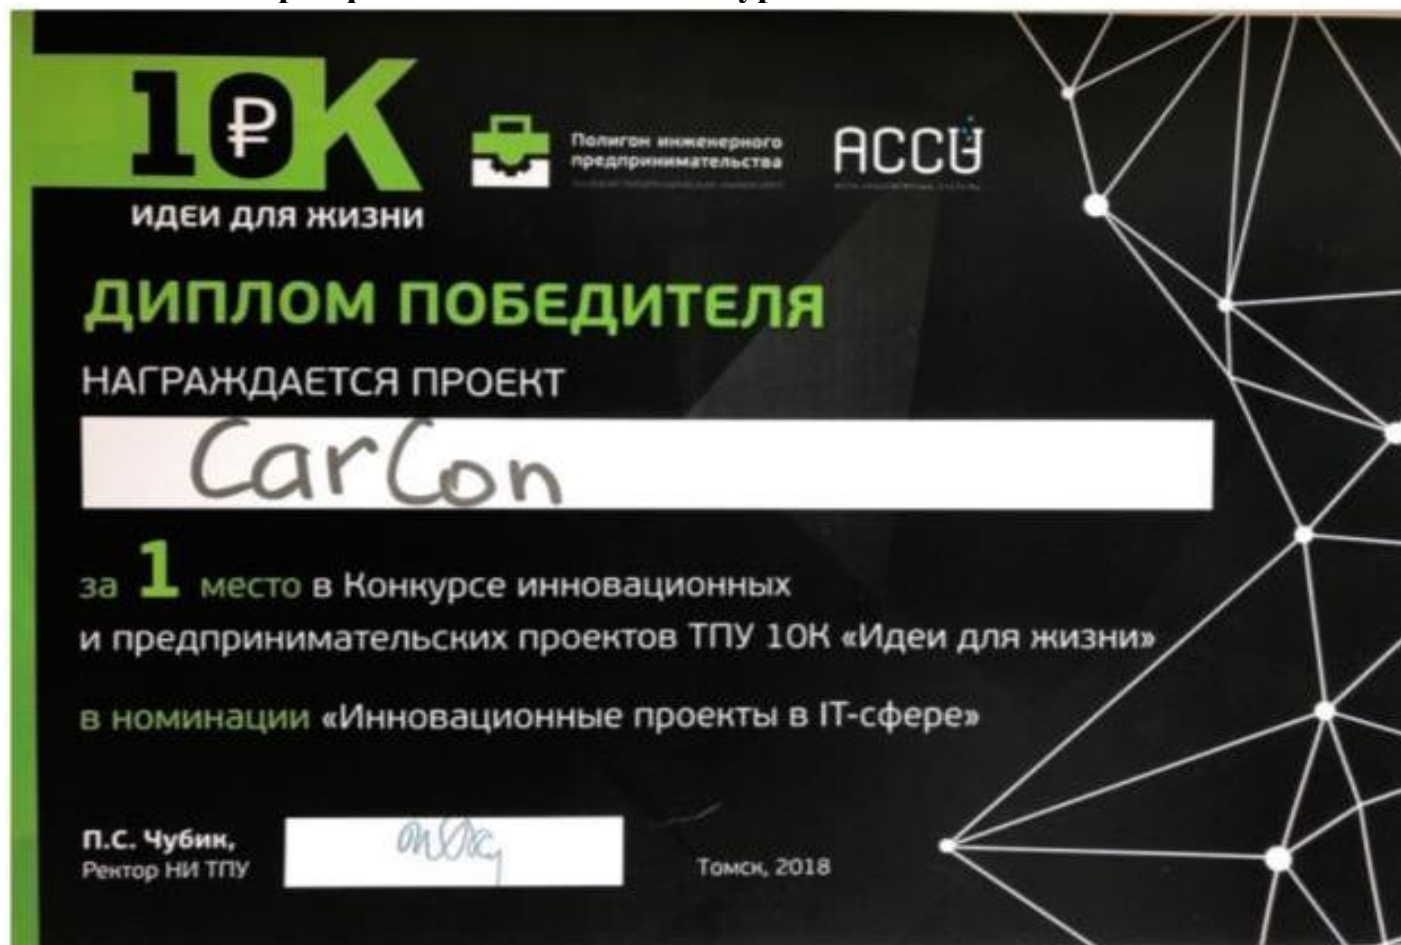 10К
ИДЕИ ДЛЯ ЖИЗНИ
Полигон инженерного
предпринимательства
АССИ
ДИПЛОМ ПОБЕДИТЕЛЯ
НАГРАЖДАЕТСЯ ПРОЕКТ
CarCon
за 1 место в Конкурсе инновационных
и предпринимательских проектов ТПУ 10К «Идеи для жизни»
в номинации «Инновационные проекты в IT-сфере»
П.С. Чубик,
Ректор НИ ТПУ
Томск, 2018